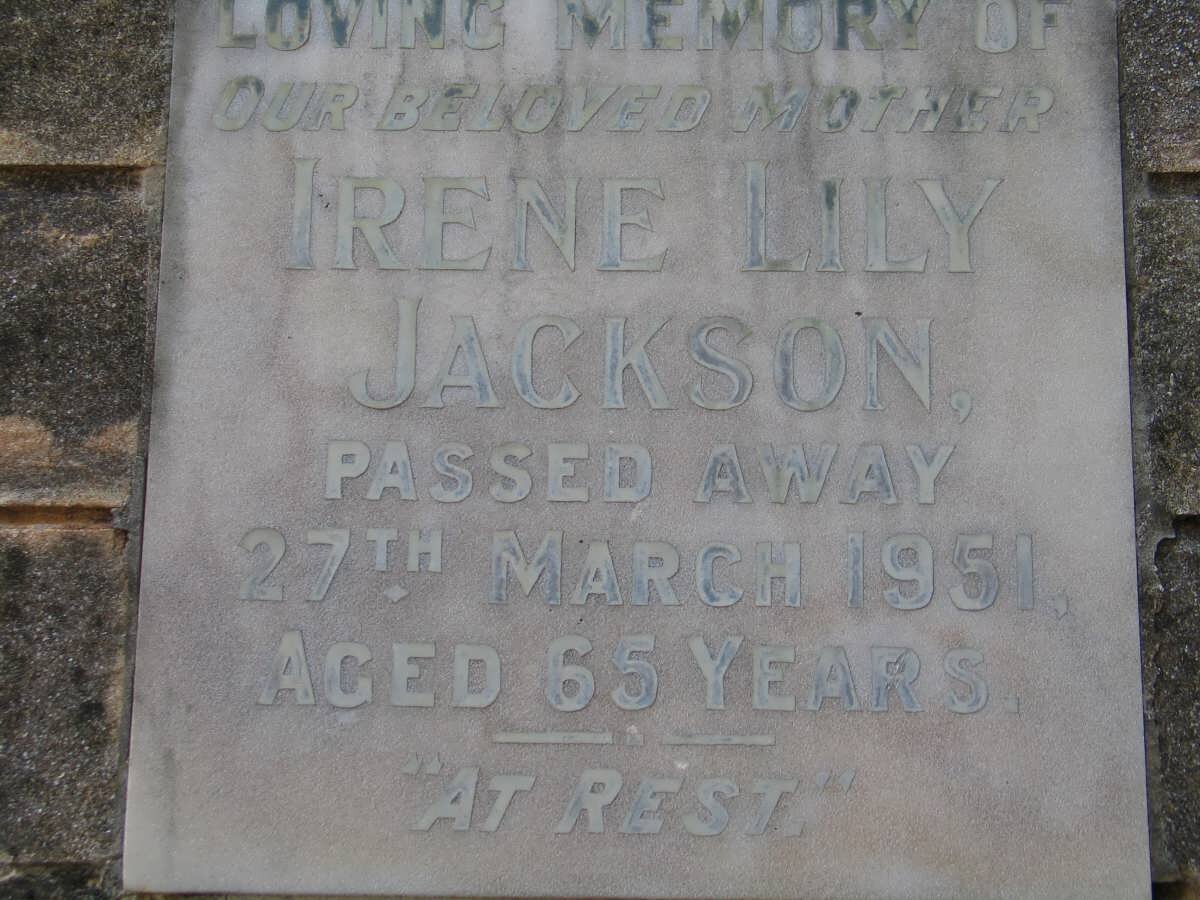 LOVING MEMORY OF
OUR BELOVED MOTHER
IRENE LILY
JACKSON,
PASSED AWAY
27TH MARCH 1951,
AGED 65 YEARS.
"AT REST."